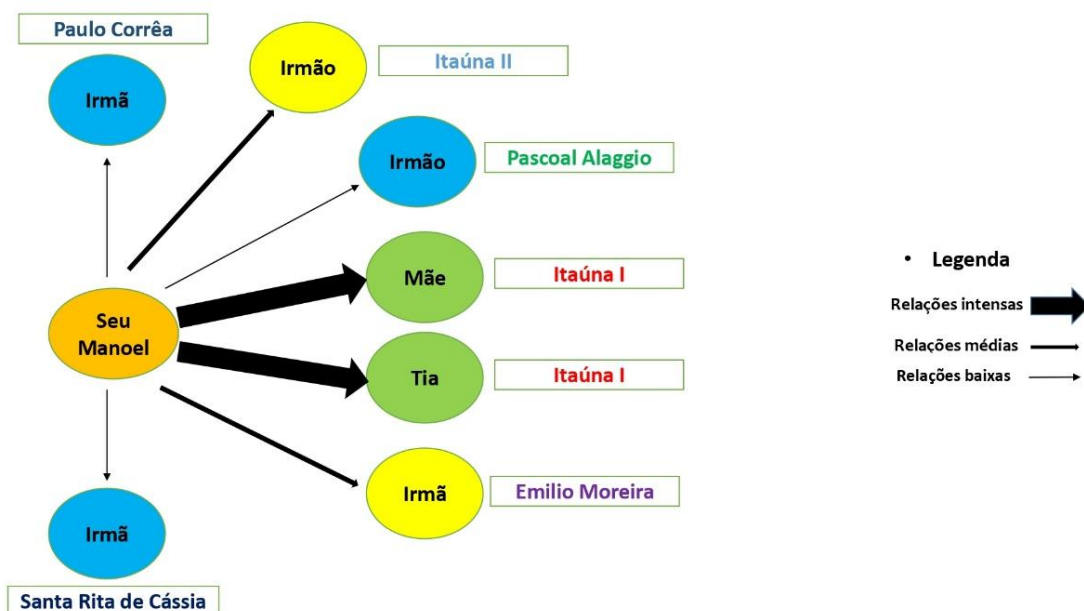 Paulo Corrêa
Irmã
Irmão
Itaúna II
Irmão
Pascoal Alaggio
Mãe
Itaúna I
Seu
Manoel
Tia
Itaúna I
Irmã
Emilio Moreira
Irmã
Santa Rita de Cássia
• Legenda
Relações intensas
Relações médias
Relações baixas